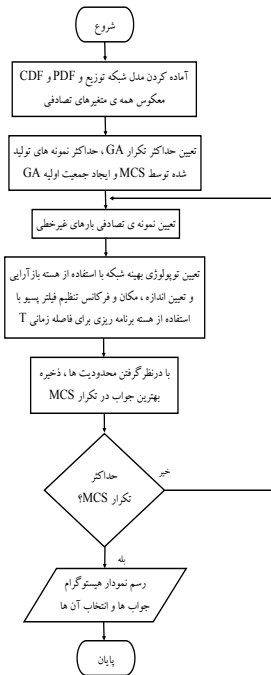 شروع
آماده کردن مدل شبکه توزیع و PDF و CDF
معکوس همه ی متغیرهای تصادفی
تعیین حداکثر تکرار GA ، حداکثر نمونه های تولید
شده توسط MCS و ایجاد جمعیت اولیه GA
تعیین نمونه ی تصادفی بارهای غیرخطی
تعیین توپولوژی بهینه شبکه با استفاده از هسته بازآرایی
و تعیین اندازه ، مکان و فرکانس تنظیم فیلتر پسیو با
استفاده از هسته برنامه ریزی برای فاصله زمانی T
با درنظرگرفتن محدودیت ها ، ذخیره
بهترین جواب در تکرار MCS
حداکثر
تکرار MCS؟
خیر
بله
رسم نمودار هیستوگرام
جواب ها و انتخاب آن ها
پایان